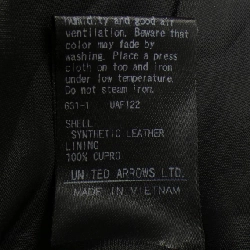 humidity and good air
ventilation. Beware that
color may fade by
washing. Place a press
cloth on top and iron
under low temperature.
Do not steam iron.
601-1 UAF122
SHELL
SYNTHETIC LEATHER
LINING
100% CUPRO
UNITED ARROWS LTD.
MADE IN VIETNAM